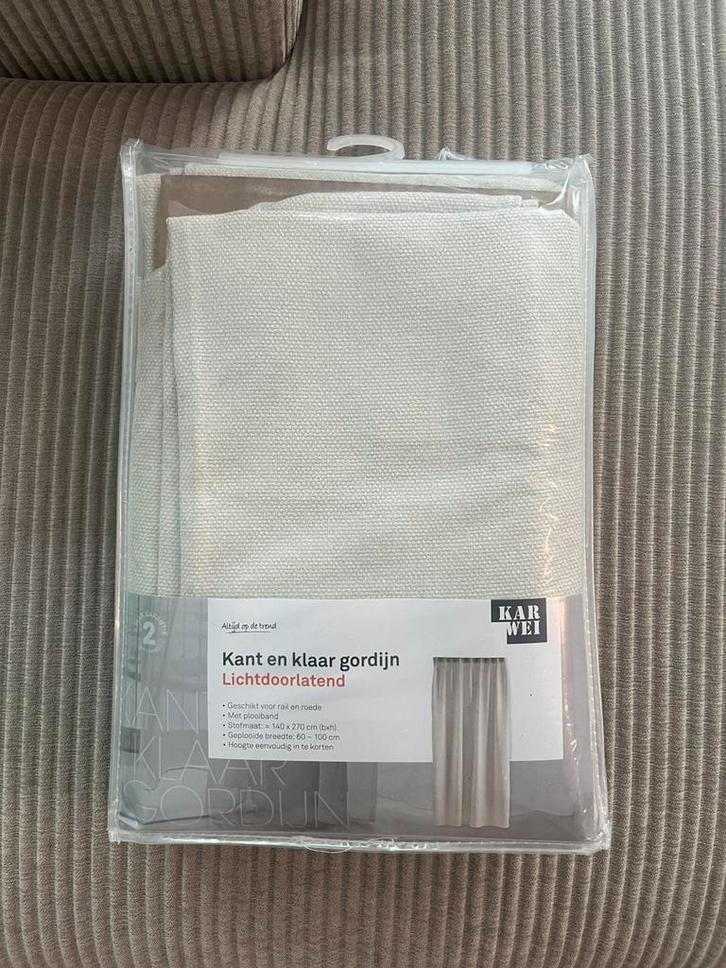 GARANTIE
2
Altijd op de trend
KAR
WEI
Kant en klaar gordijn
Lichtdoorlatend
• Geschikt voor rail en roede
• Met plooiband
• Stofmaat: = 140 x 270 cm (bxh)
• Geplooide breedte: 60 – 100 cm
• Hoogte eenvoudig in te korten
KLAAR
GORDIJN